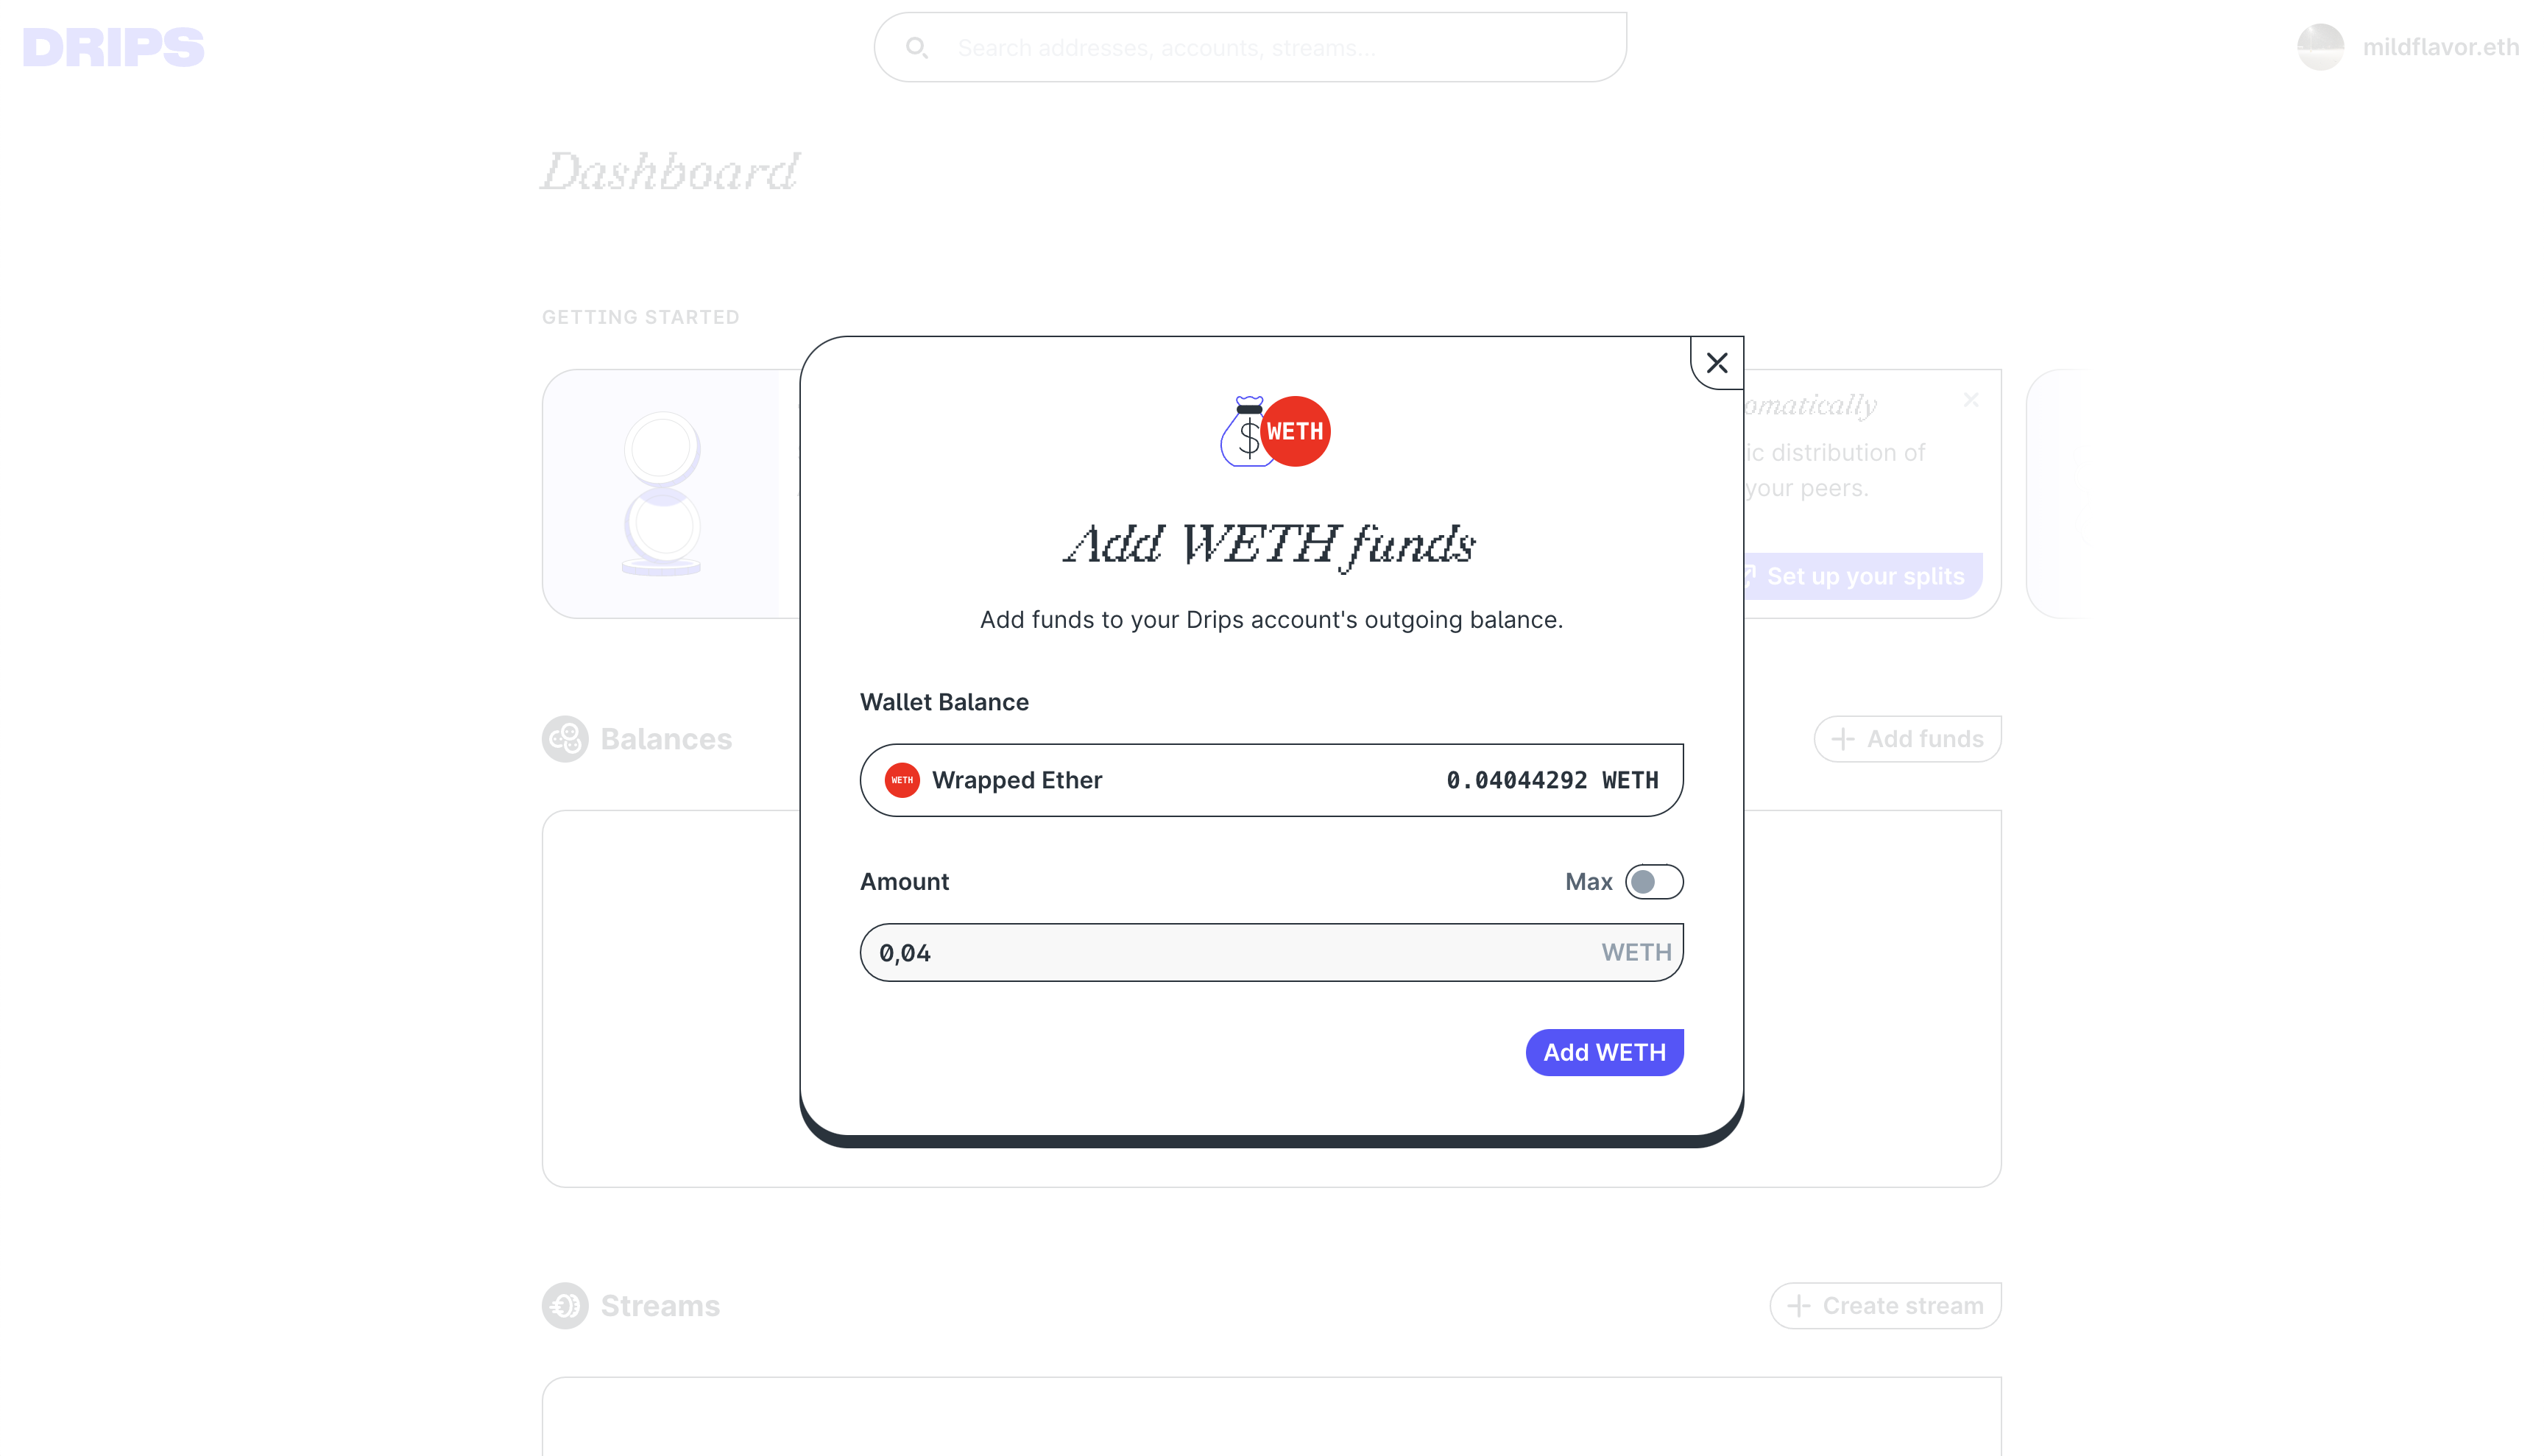 DRIPS
Search addresses, accounts, streams...
mildflavor.eth
Dashboard
GETTING STARTED
omatically
ic distribution of
your peers.
Set up your splits
$ WETH
Add WETH funds
Add funds to your Drips account's outgoing balance.
Wallet Balance
WETH Wrapped Ether 0.04044292 WETH
Amount Max
0,04 WETH
Add WETH
Balances
Add funds
Streams
Create stream